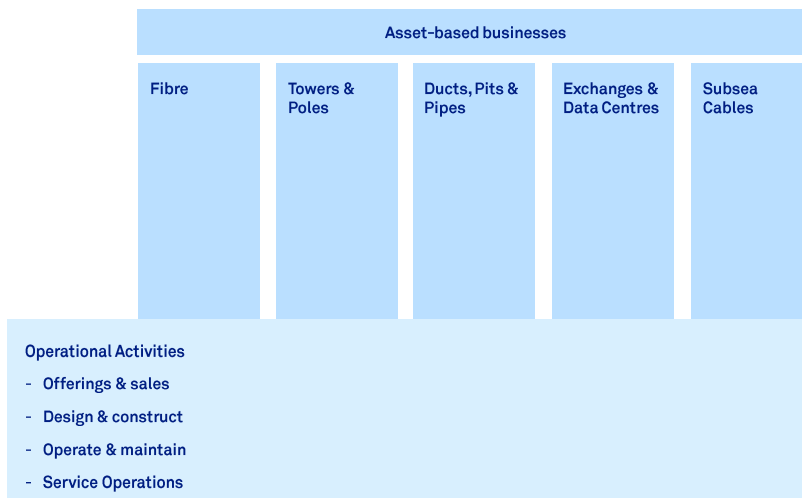 Asset-based businesses
Fibre
Towers &
Poles
Ducts, Pits &
Pipes
Exchanges &
Data Centres
Subsea
Cables
Operational Activities
- Offerings & sales
- Design & construct
- Operate & maintain
- Service Operations